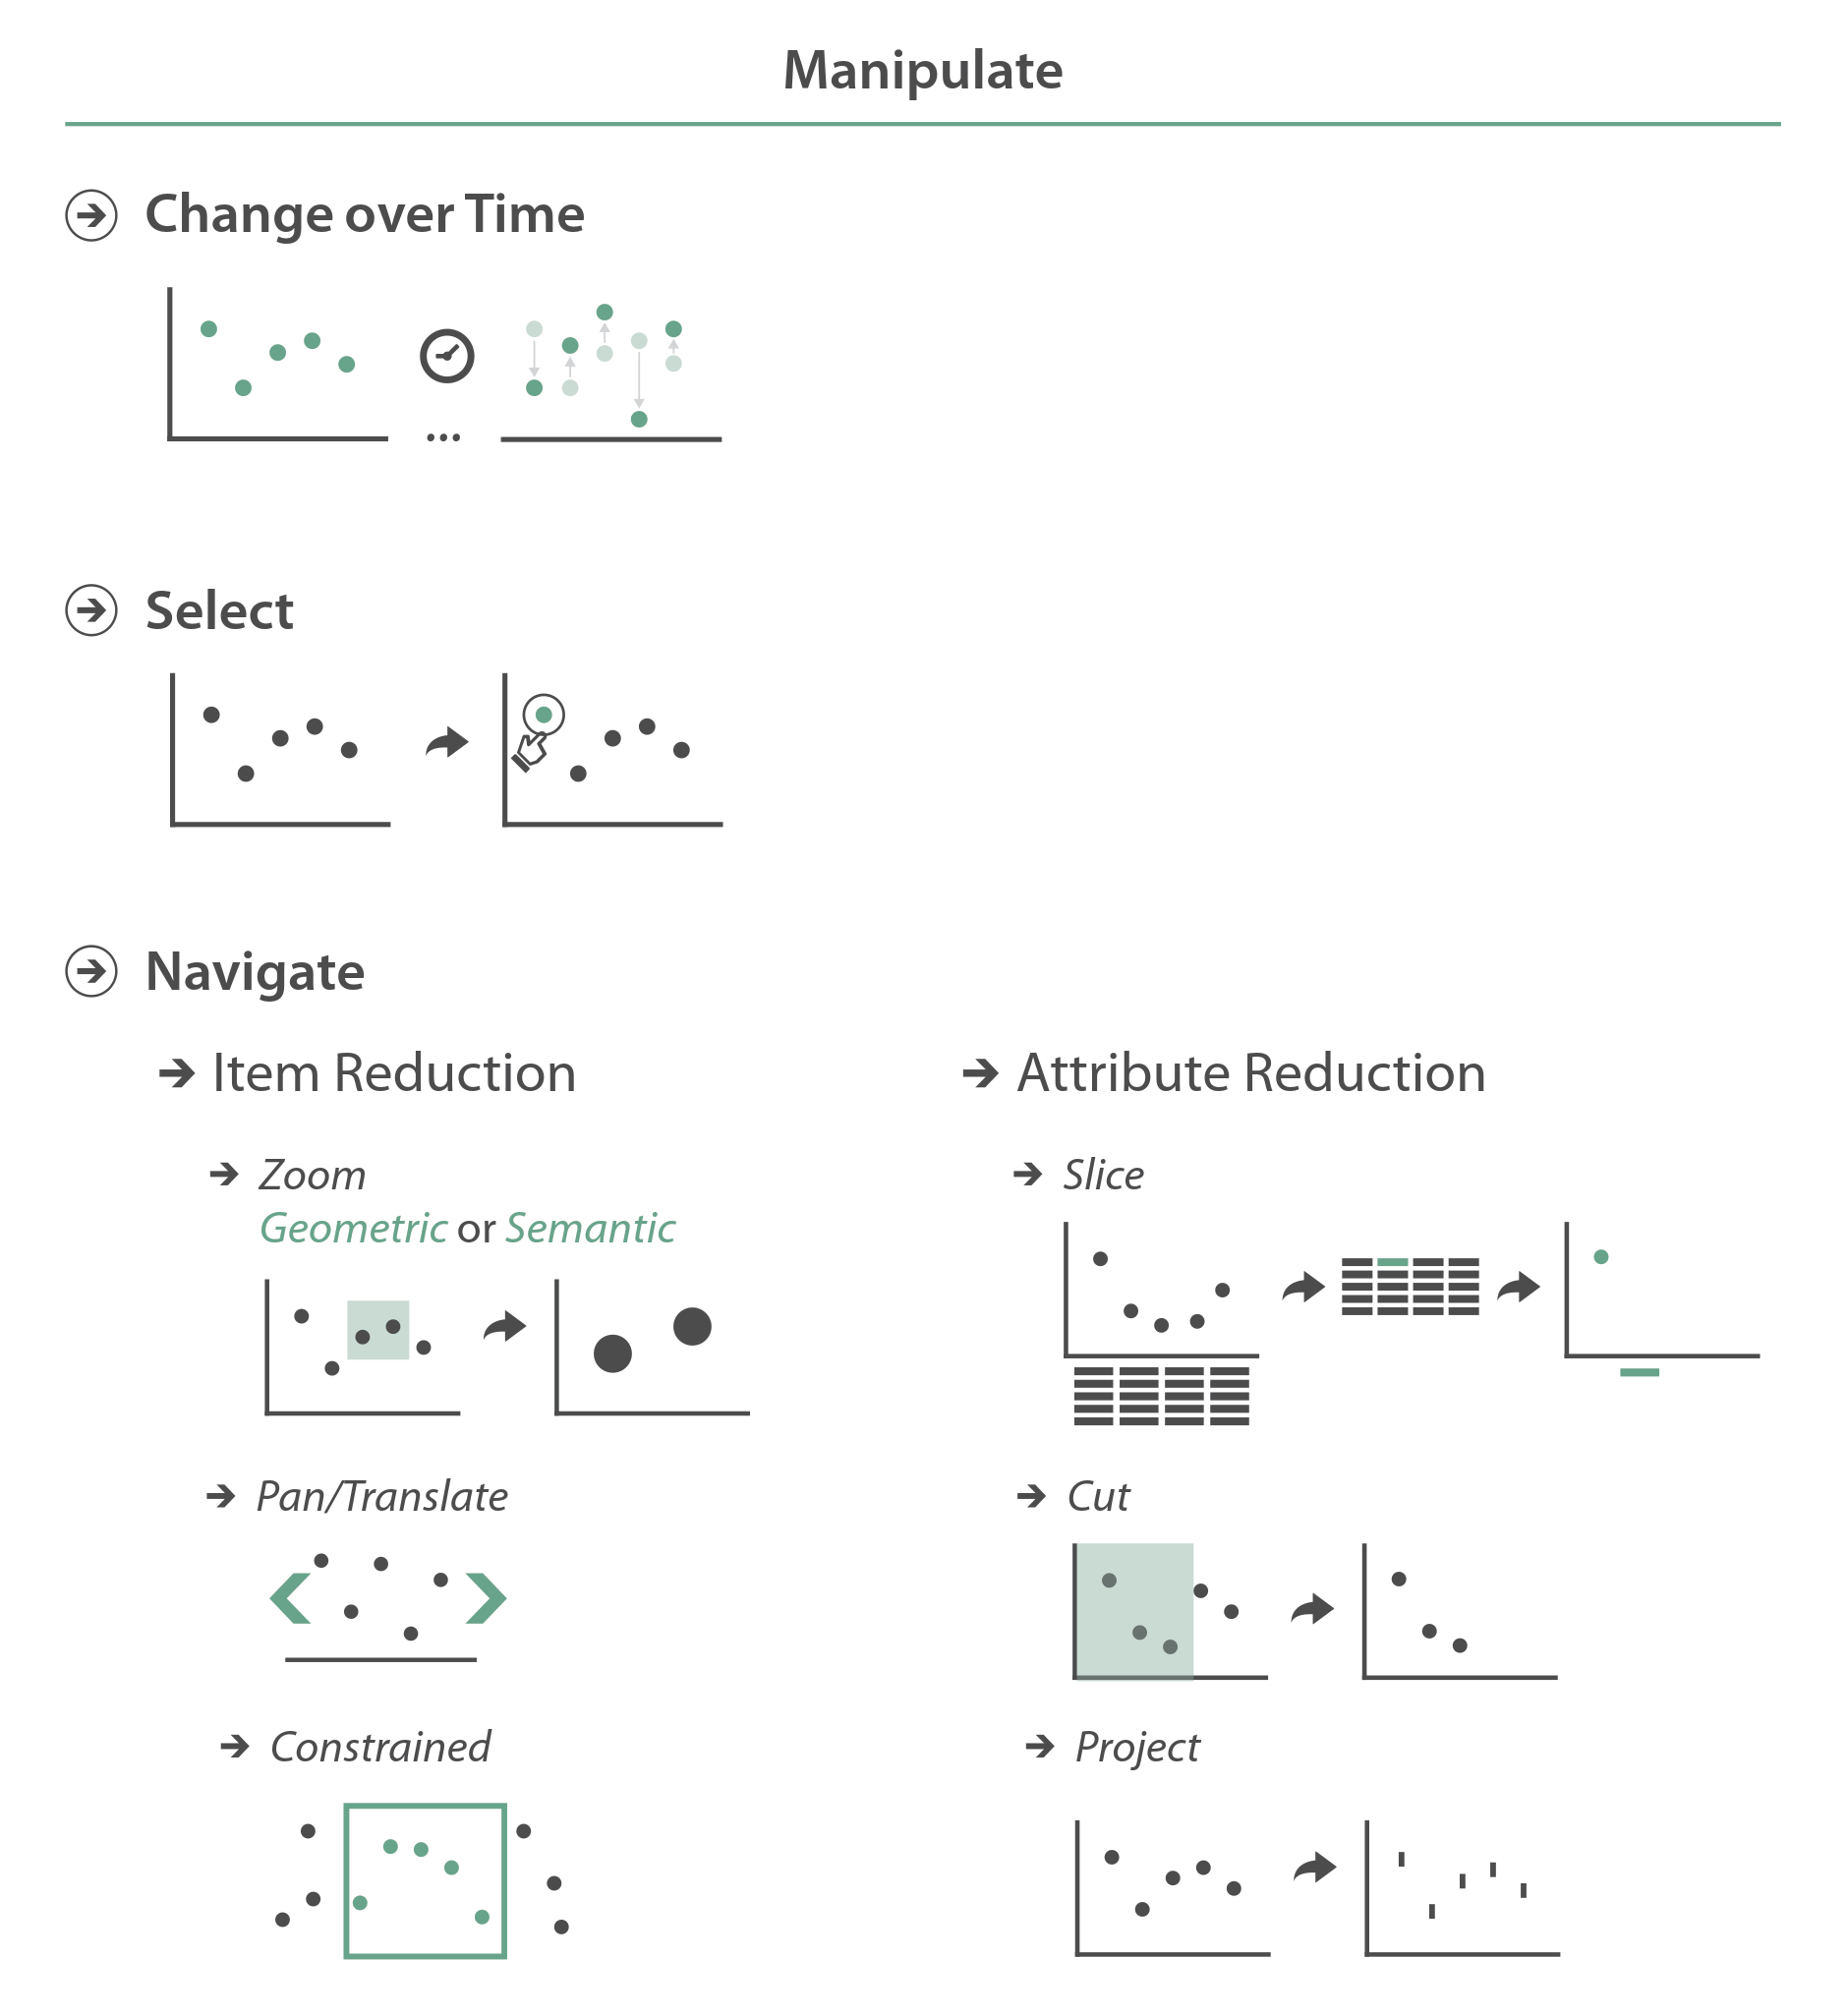 Manipulate
Change over Time
Select
Navigate
Item Reduction
Zoom
Geometric or Semantic
Pan/Translate
Constrained
Attribute Reduction
Slice
Cut
Project